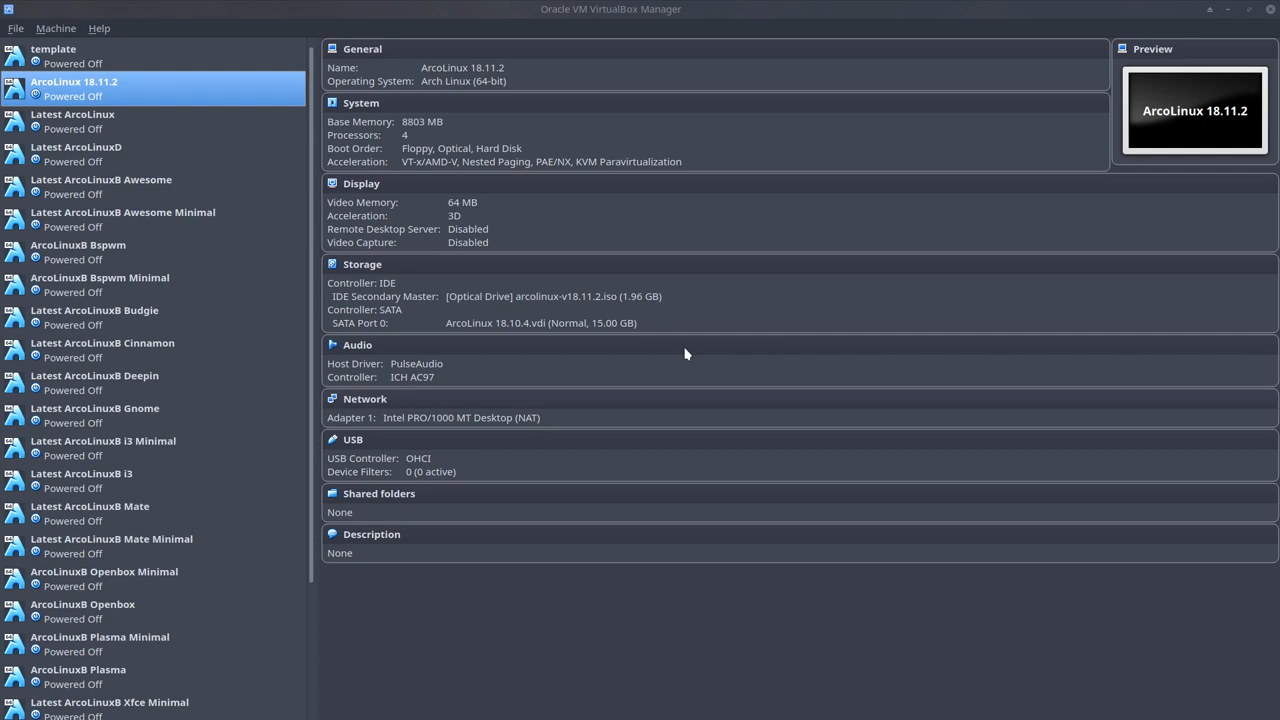 Oracle VM VirtualBox Manager
File Machine Help
template
Powered Off
ArcoLinux 18.11.2
Powered Off
Latest ArcoLinux
Powered Off
Latest ArcoLinuxD
Powered Off
Latest ArcoLinuxB Awesome
Powered Off
Latest ArcoLinuxB Awesome Minimal
Powered Off
ArcoLinuxB Bspwm
Powered Off
ArcoLinuxB Bspwm Minimal
Powered Off
Latest ArcoLinuxB Budgie
Powered Off
Latest ArcoLinuxB Cinnamon
Powered Off
Latest ArcoLinuxB Deepin
Powered Off
Latest ArcoLinuxB Gnome
Powered Off
Latest ArcoLinuxB i3 Minimal
Powered Off
Latest ArcoLinuxB i3
Powered Off
Latest ArcoLinuxB Mate
Powered Off
Latest ArcoLinuxB Mate Minimal
Powered Off
ArcoLinuxB Openbox Minimal
Powered Off
ArcoLinuxB Openbox
Powered Off
ArcoLinuxB Plasma Minimal
Powered Off
ArcoLinuxB Plasma
Powered Off
Latest ArcoLinuxB Xfce Minimal
General
Name: ArcoLinux 18.11.2
Operating System: Arch Linux (64-bit)
System
Base Memory: 8803 MB
Processors: 4
Boot Order: Floppy, Optical, Hard Disk
Acceleration: VT-x/AMD-V, Nested Paging, PAE/NX, KVM Paravirtualization
Display
Video Memory: 64 MB
Acceleration: 3D
Remote Desktop Server: Disabled
Video Capture: Disabled
Storage
Controller: IDE
IDE Secondary Master: [Optical Drive] arcolinux-v18.11.2.iso (1.96 GB)
Controller: SATA
SATA Port 0: ArcoLinux 18.10.4.vdi (Normal, 15.00 GB)
Audio
Host Driver: PulseAudio
Controller: ICH AC97
Network
Adapter 1: Intel PRO/1000 MT Desktop (NAT)
USB
USB Controller: OHCI
Device Filters: 0 (0 active)
Shared folders
None
Description
None
Preview
ArcoLinux 18.11.2